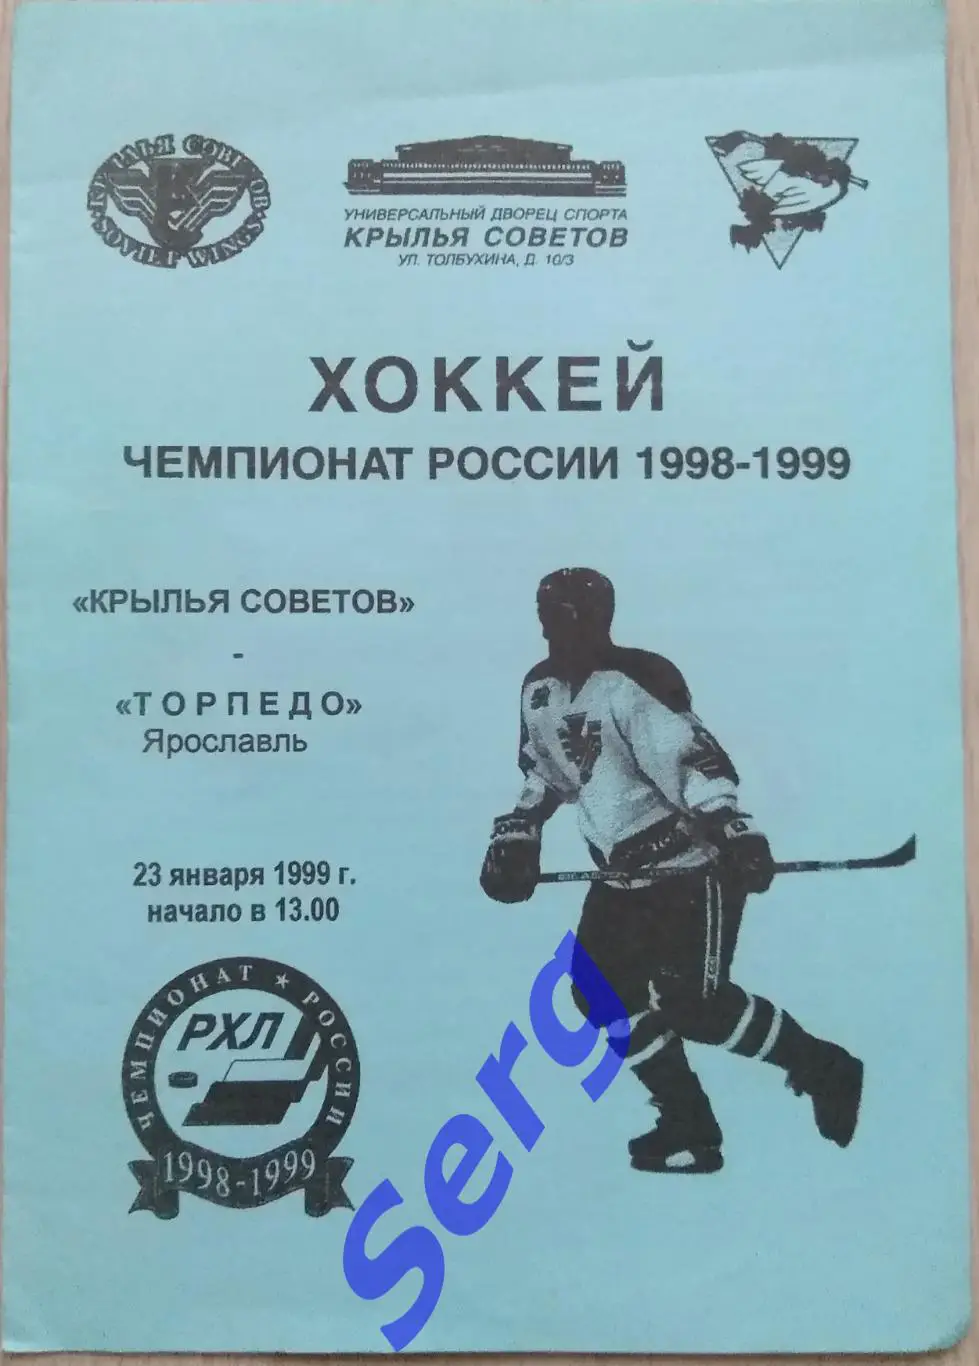 КРЫЛЬЯ СОВЕТОВ
SOVIET WINGS
УНИВЕРСАЛЬНЫЙ ДВОРЕЦ СПОРТА
КРЫЛЬЯ СОВЕТОВ
УЛ. ТОЛБУХИНА, Д. 10/3
ХОККЕЙ
ЧЕМПИОНАТ РОССИИ 1998-1999
«КРЫЛЬЯ СОВЕТОВ»
-
«ТОРПЕДО»
Ярославль
23 января 1999 г.
начало в 13.00
ЧЕМПИОНАТ ★ РОССИИ
РХЛ
1998-1999
Serg